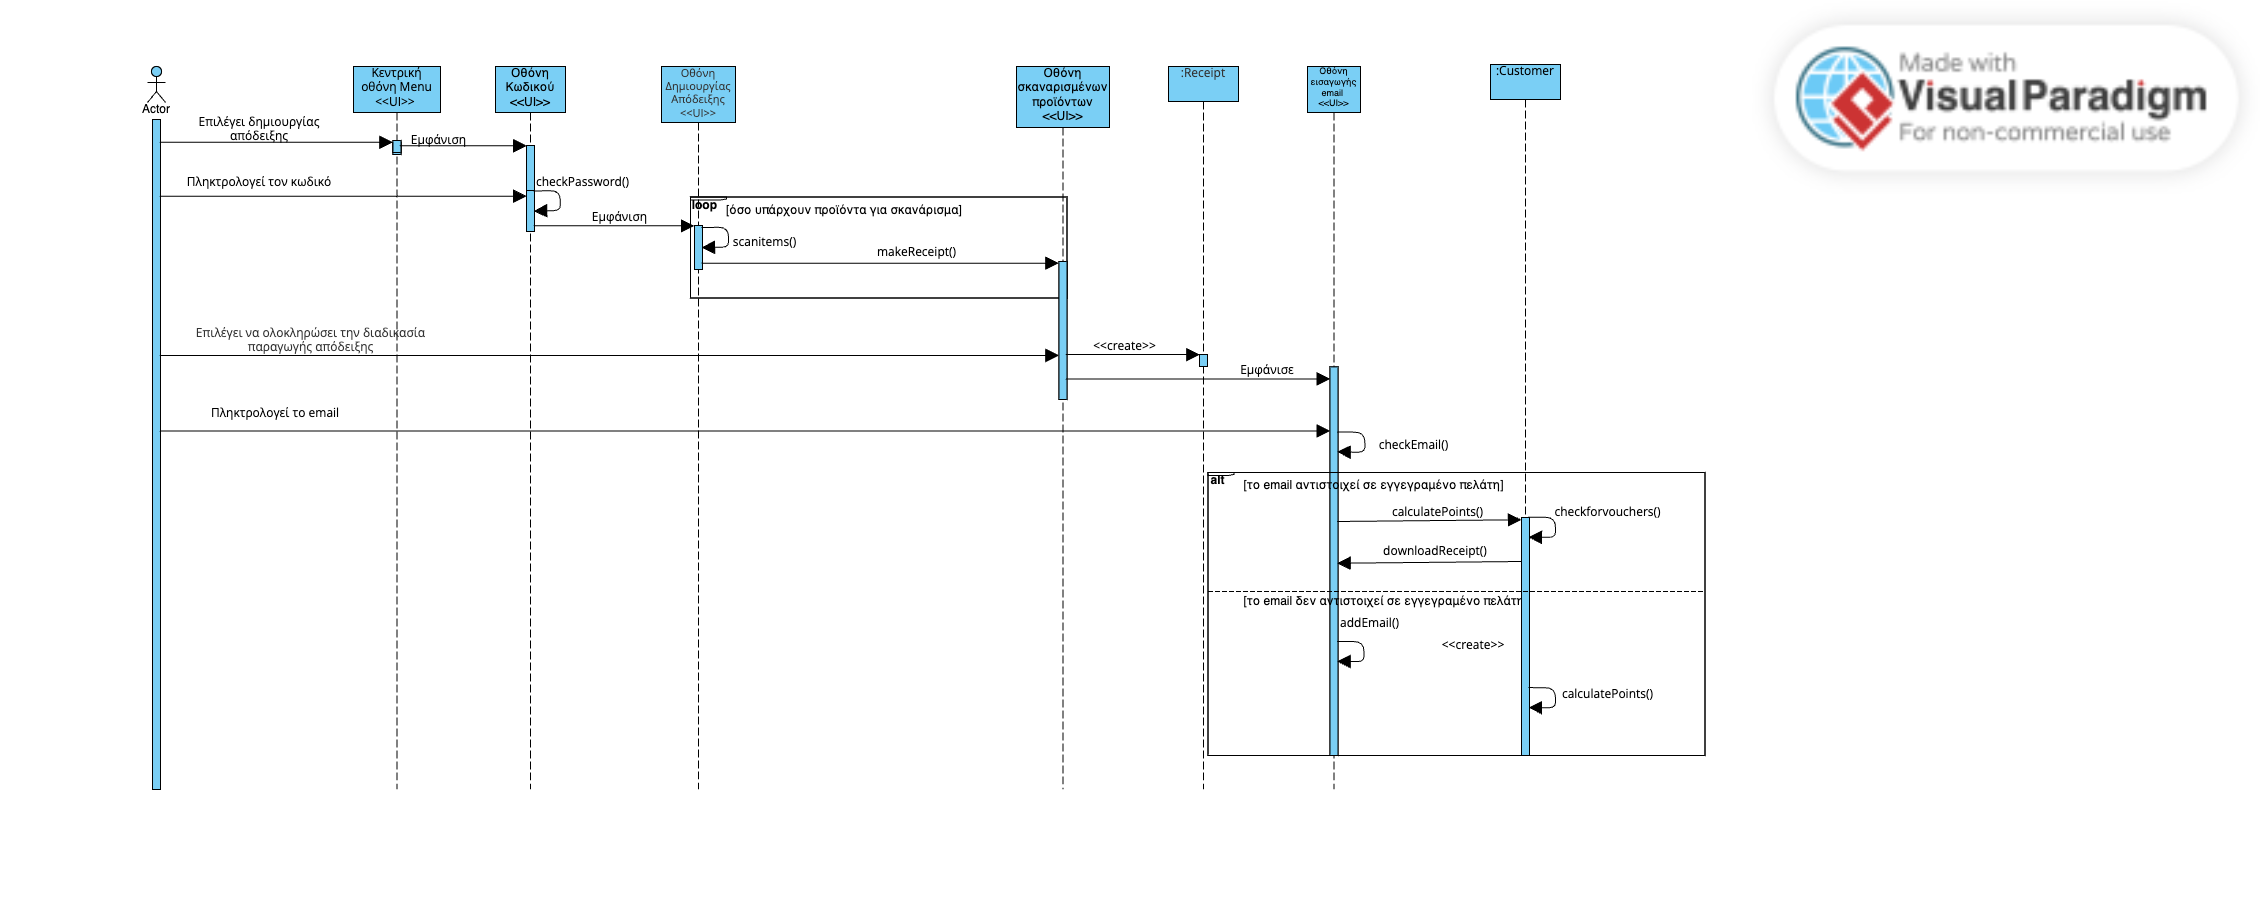 Made with
Visual Paradigm
For non-commercial use
Actor
Κεντρική
οθόνη Menu
<<UI>>
Οθόνη
Κωδικού
<<UI>>
Οθόνη
Δημιουργίας
Απόδειξης
<<UI>>
Οθόνη
σκαναρισμένων
προϊόντων
<<UI>>
:Receipt
Οθόνη
εισαγωγής
email
<<UI>>
:Customer
Επιλέγει δημιουργίας
απόδειξης
Εμφάνιση
Πληκτρολογεί τον κωδικό
checkPassword()
loop
[όσο υπάρχουν προϊόντα για σκανάρισμα]
Εμφάνιση
scanitems()
makeReceipt()
Επιλέγει να ολοκληρώσει την διαδικασία
παραγωγής απόδειξης
<<create>>
Εμφάνισε
Πληκτρολογεί το email
checkEmail()
alt
[το email αντιστοιχεί σε εγγεγραμένο πελάτη]
calculatePoints()
checkforvouchers()
downloadReceipt()
[το email δεν αντιστοιχεί σε εγγεγραμένο πελάτη
addEmail()
<<create>>
calculatePoints()